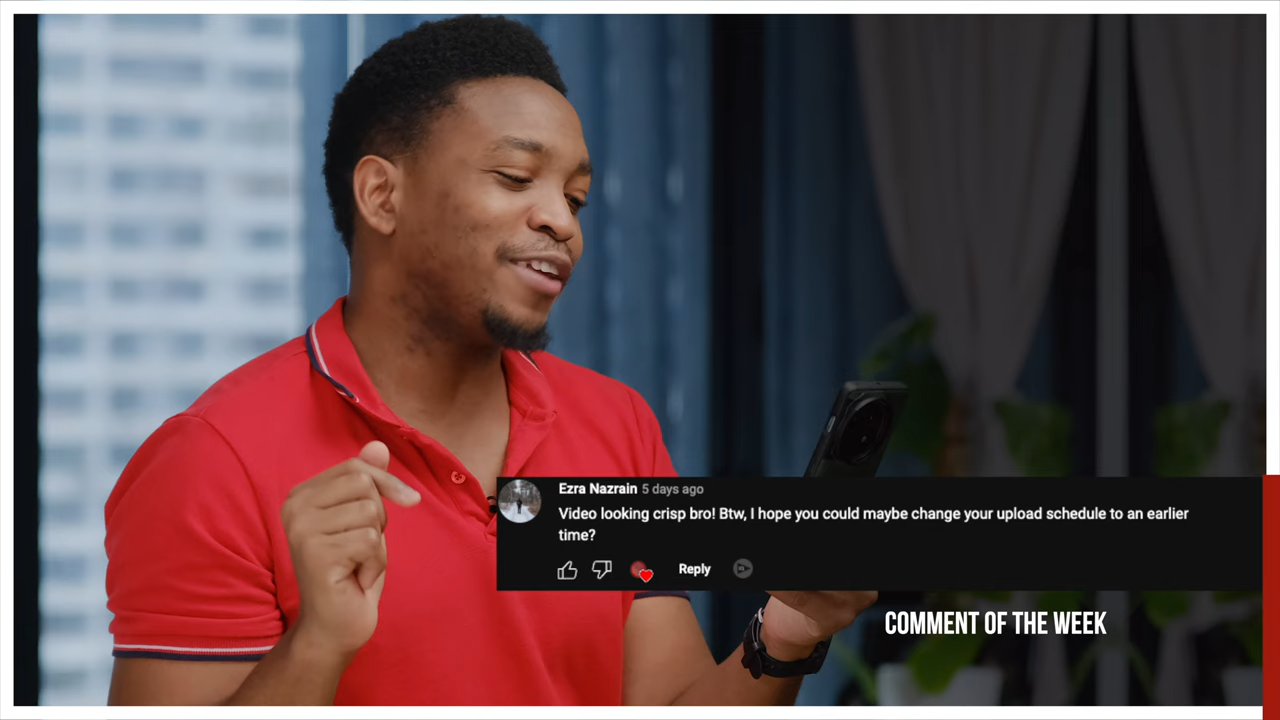 Ezra Nazrain 5 days ago
Video looking crisp bro! Btw, I hope you could maybe change your upload schedule to an earlier
time?
Reply
COMMENT OF THE WEEK